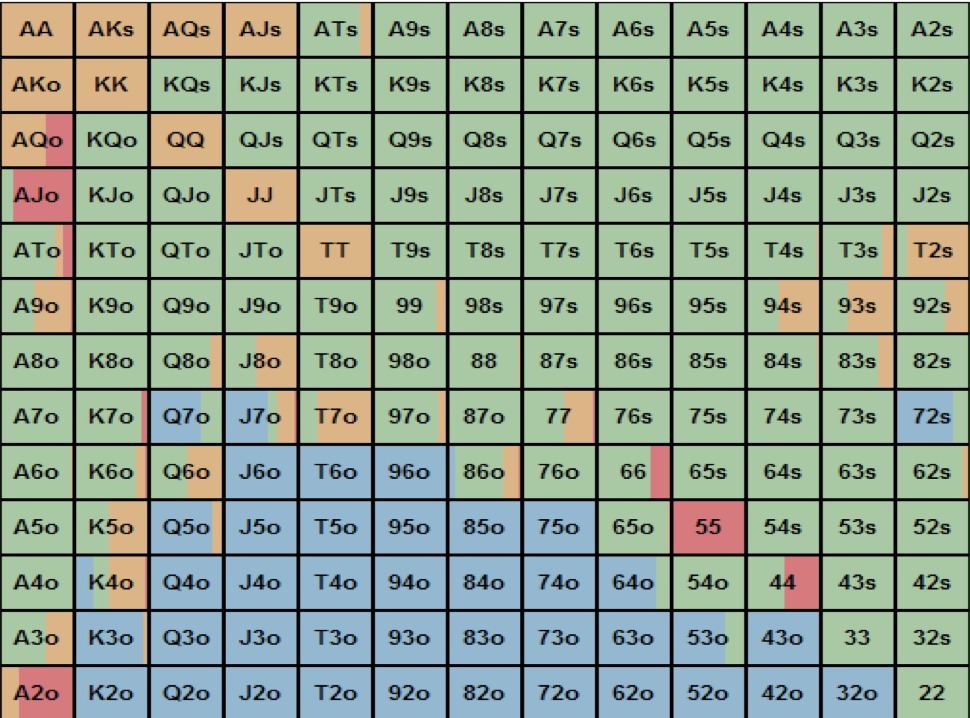 AA AKs AQs AJs ATs A9s A8s A7s A6s A5s A4s A3s A2s
AKo KK KQs KJs KTs K9s K8s K7s K6s K5s K4s K3s K2s
AQo KQo QQ QJs QTs Q9s Q8s Q7s Q6s Q5s Q4s Q3s Q2s
AJo KJo QJo JJ JTs J9s J8s J7s J6s J5s J4s J3s J2s
ATo KTo QTo JTo TT T9s T8s T7s T6s T5s T4s T3s T2s
A9o K9o Q9o J9o T9o 99 98s 97s 96s 95s 94s 93s 92s
A8o K8o Q8o J8o T8o 98o 88 87s 86s 85s 84s 83s 82s
A7o K7o Q7o J7o T7o 97o 87o 77 76s 75s 74s 73s 72s
A6o K6o Q6o J6o T6o 96o 86o 76o 66 65s 64s 63s 62s
A5o K5o Q5o J5o T5o 95o 85o 75o 65o 55 54s 53s 52s
A4o K4o Q4o J4o T4o 94o 84o 74o 64o 54o 44 43s 42s
A3o K3o Q3o J3o T3o 93o 83o 73o 63o 53o 43o 33 32s
A2o K2o Q2o J2o T2o 92o 82o 72o 62o 52o 42o 32o 22